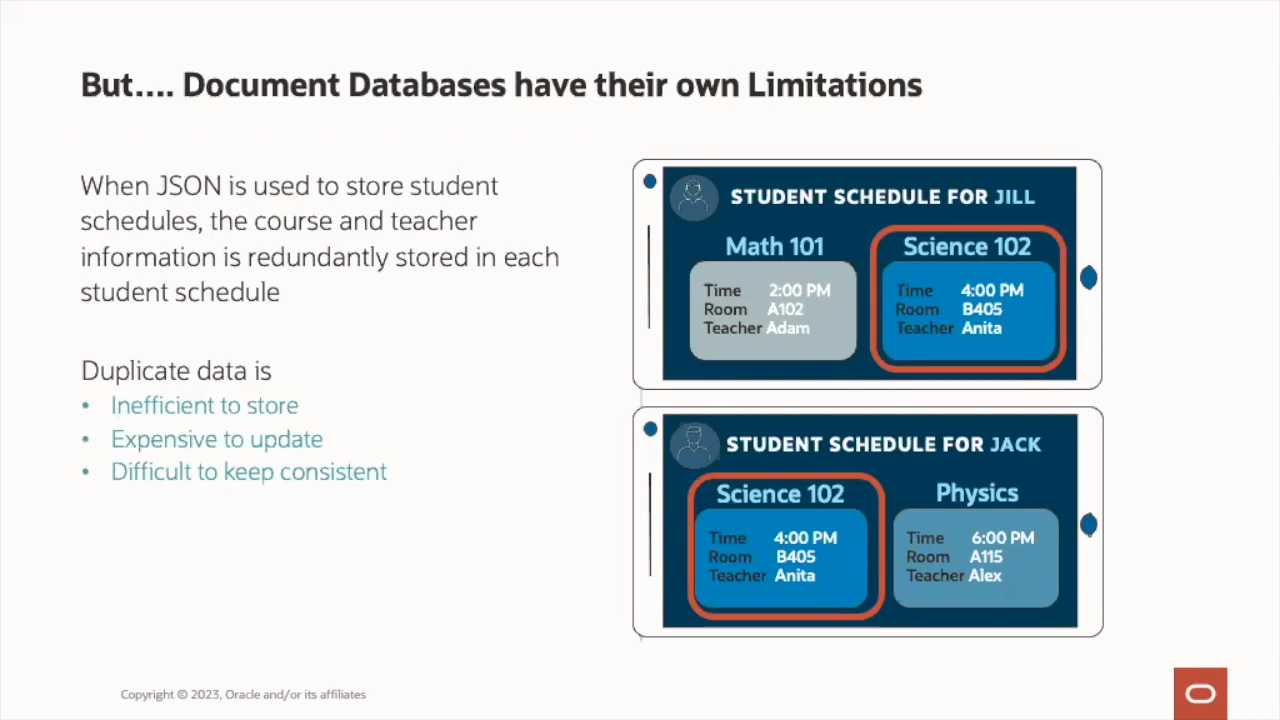 But.... Document Databases have their own Limitations
When JSON is used to store student
schedules, the course and teacher
information is redundantly stored in each
student schedule
Duplicate data is
• Inefficient to store
• Expensive to update
• Difficult to keep consistent
STUDENT SCHEDULE FOR JILL
Math 101
Time 2:00 PM
Room A102
Teacher Adam
Science 102
Time 4:00 PM
Room B405
Teacher Anita
STUDENT SCHEDULE FOR JACK
Science 102
Time 4:00 PM
Room B405
Teacher Anita
Physics
Time 6:00 PM
Room A115
Teacher Alex
Copyright © 2023, Oracle and/or its affiliates